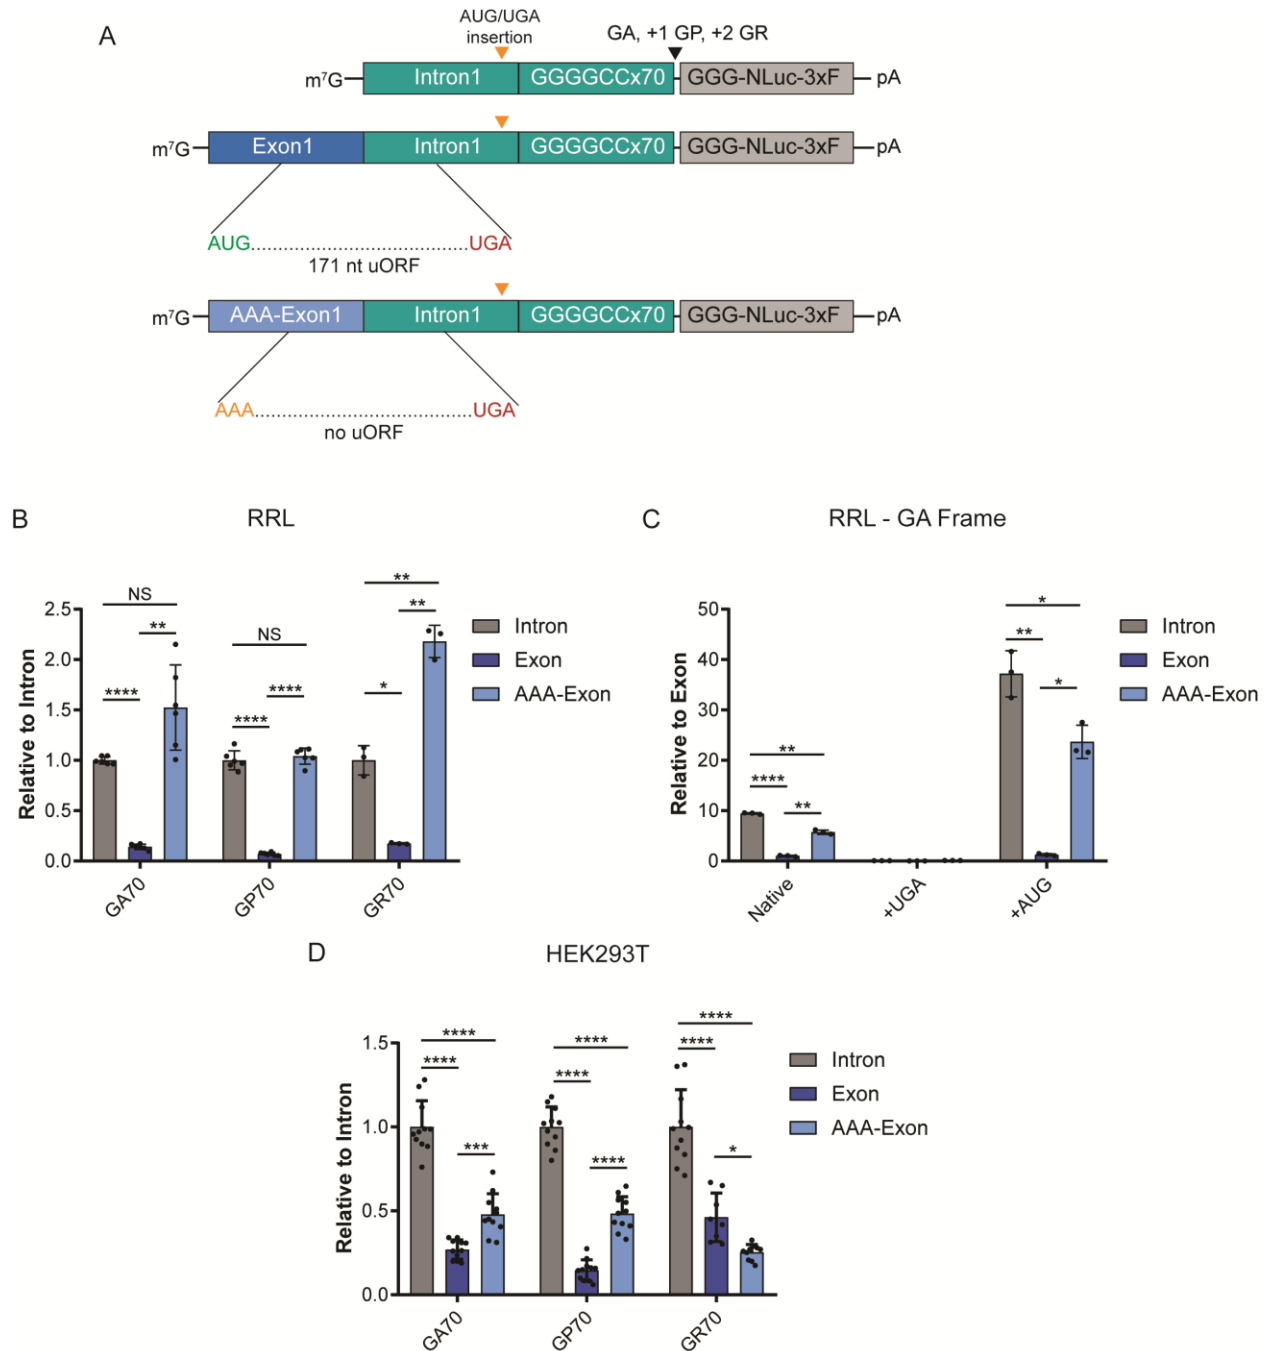 A
AUG/UGA
insertion
GA, +1 GP, +2 GR
m⁷G
Intron1
GGGGCCx70
GGG-NLuc-3xF
pA
m⁷G
Exon1
Intron1
GGGGCCx70
GGG-NLuc-3xF
pA
AUG
UGA
171 nt uORF
m⁷G
AAA-Exon1
Intron1
GGGGCCx70
GGG-NLuc-3xF
pA
AAA
UGA
no uORF
B
RRL
Relative to Intron
2.5
2.0
1.5
1.0
0.5
0.0
NS
**
****
NS
****
****
**
**
*
GA70
GP70
GR70
Intron
Exon
AAA-Exon
C
RRL - GA Frame
Relative to Exon
50
40
30
20
10
0
**
****
**
*
**
*
Native
+UGA
+AUG
Intron
Exon
AAA-Exon
D
HEK293T
Relative to Intron
1.5
1.0
0.5
0.0
****
****
***
****
****
****
****
****
*
GA70
GP70
GR70
Intron
Exon
AAA-Exon